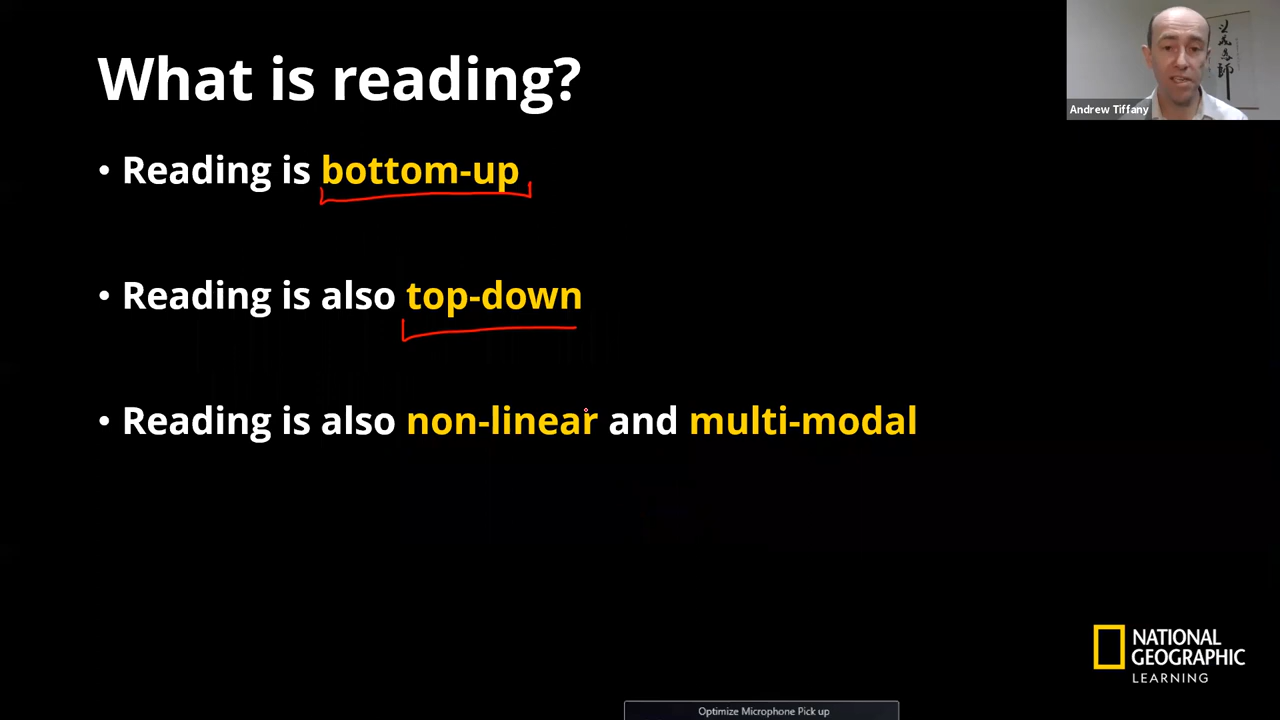 What is reading?
• Reading is bottom-up
• Reading is also top-down
• Reading is also non-linear and multi-modal
Andrew Tiffany
NATIONAL
GEOGRAPHIC
LEARNING
Optimize Microphone Pick up